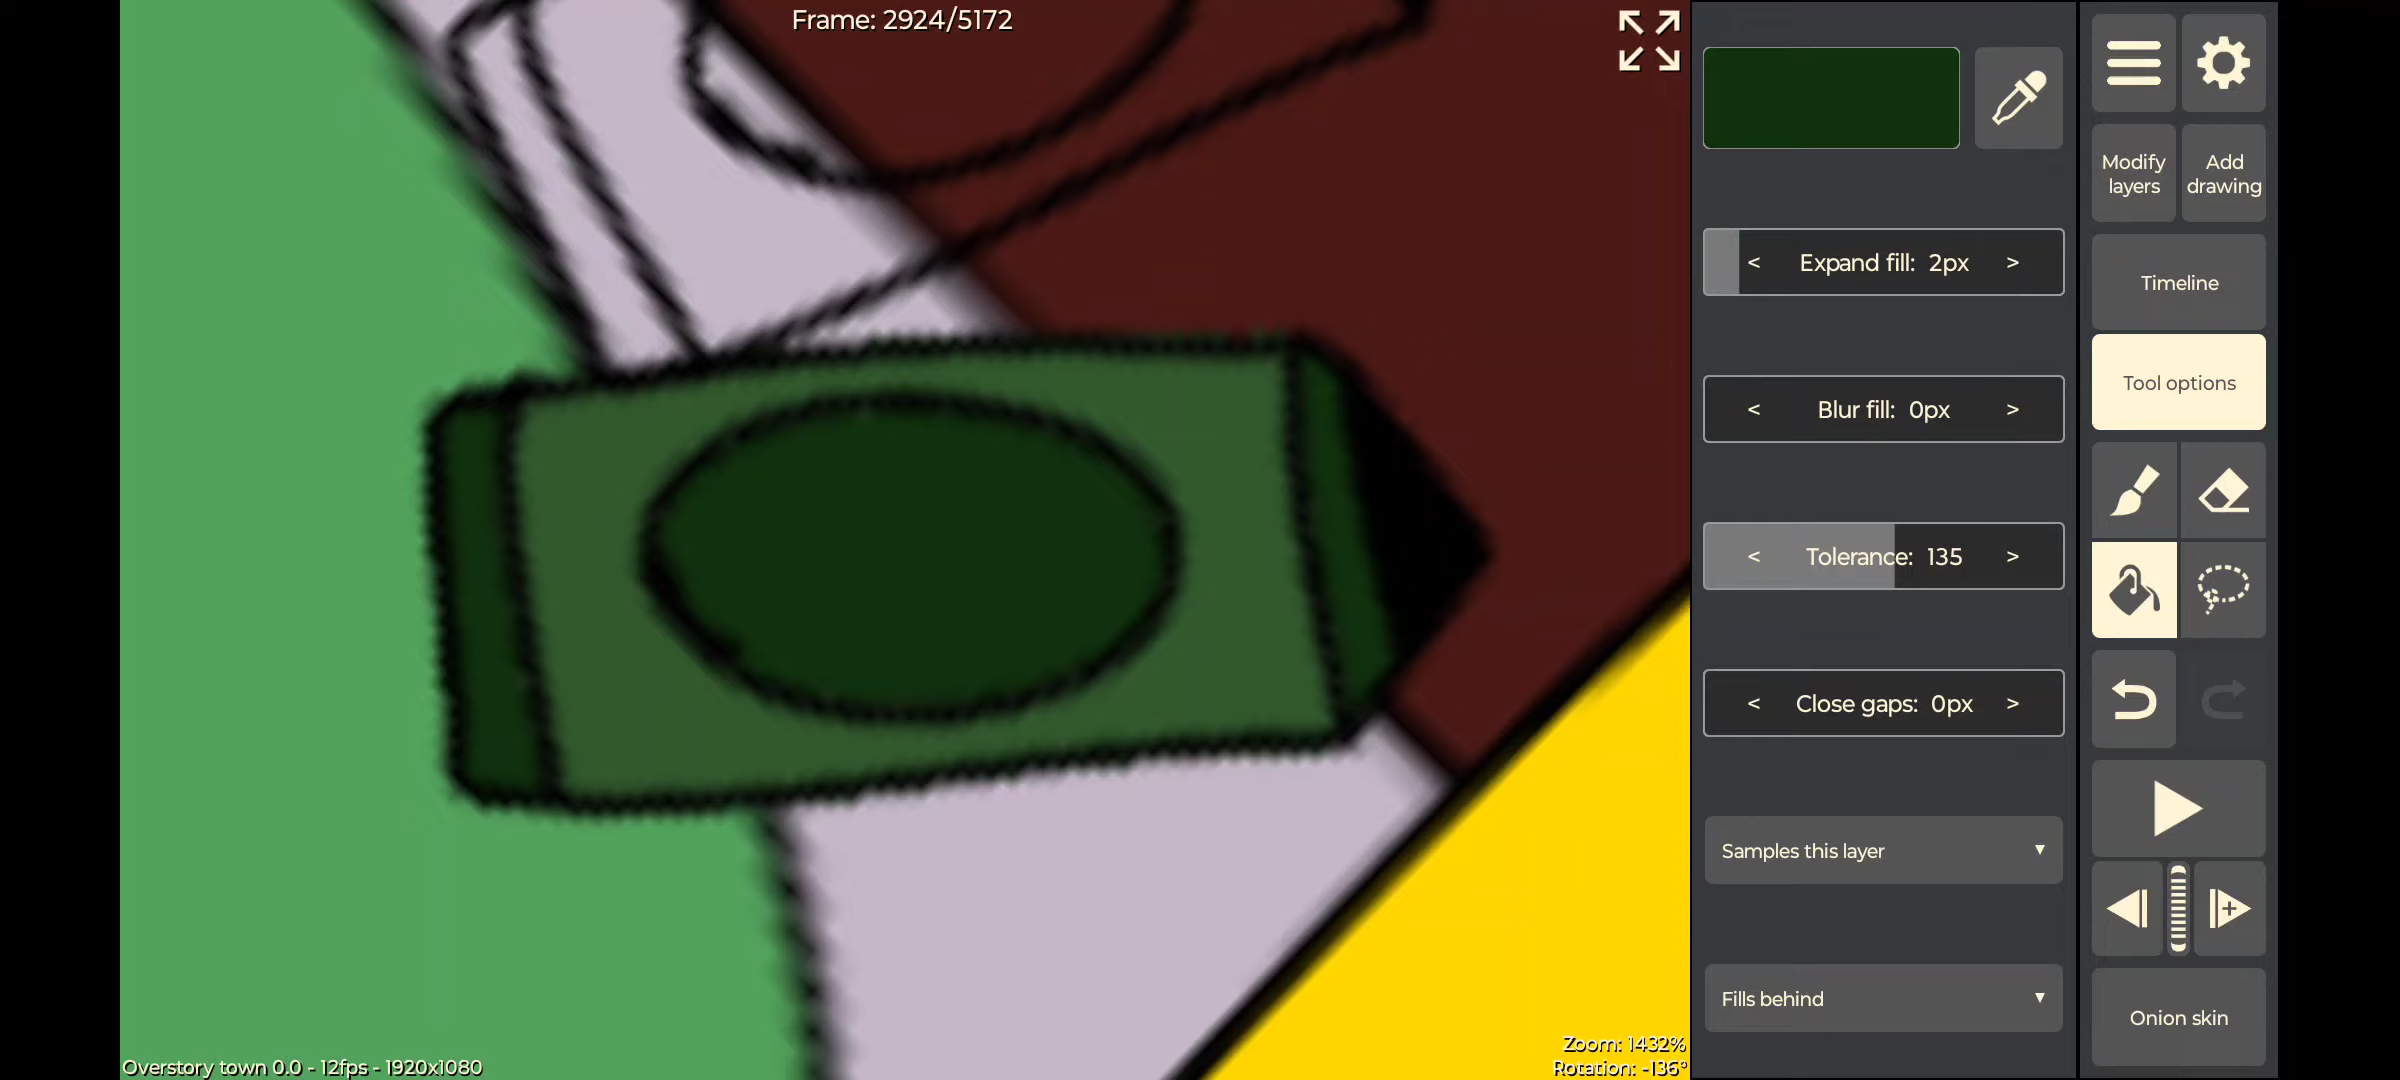 Frame: 2924/5172
Modify
layers
Add
drawing
< Expand fill: 2px >
Timeline
Tool options
< Blur fill: 0px >
< Tolerance: 135 >
< Close gaps: 0px >
Samples this layer
Fills behind
Onion skin
Zoom: 1432%
Rotation: -136°
Overstory town 0.0 - 12fps - 1920x1080